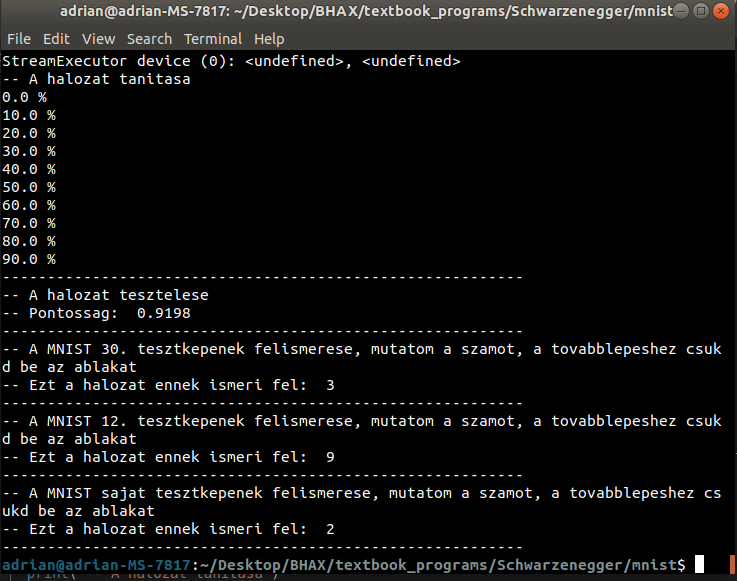 adrian@adrian-MS-7817: ~/Desktop/BHAX/textbook_programs/Schwarzenegger/mnist
File Edit View Search Terminal Help
StreamExecutor device (0): <undefined>, <undefined>
-- A halozat tanitasa
0.0 %
10.0 %
20.0 %
30.0 %
40.0 %
50.0 %
60.0 %
70.0 %
80.0 %
90.0 %
----------------------------------------------------------
-- A halozat tesztelese
-- Pontossag:  0.9198
----------------------------------------------------------
-- A MNIST 30. tesztkepenek felismerese, mutatom a szamot, a tovabblepeshez csuk
d be az ablakat
-- Ezt a halozat ennek ismeri fel:  3
----------------------------------------------------------
-- A MNIST 12. tesztkepenek felismerese, mutatom a szamot, a tovabblepeshez csuk
d be az ablakat
-- Ezt a halozat ennek ismeri fel:  9
----------------------------------------------------------
-- A MNIST sajat tesztkepenek felismerese, mutatom a szamot, a tovabblepeshez cs
ukd be az ablakat
-- Ezt a halozat ennek ismeri fel:  2
----------------------------------------------------------
adrian@adrian-MS-7817:~/Desktop/BHAX/textbook_programs/Schwarzenegger/mnist$
print("-- A halozat tanitasa")